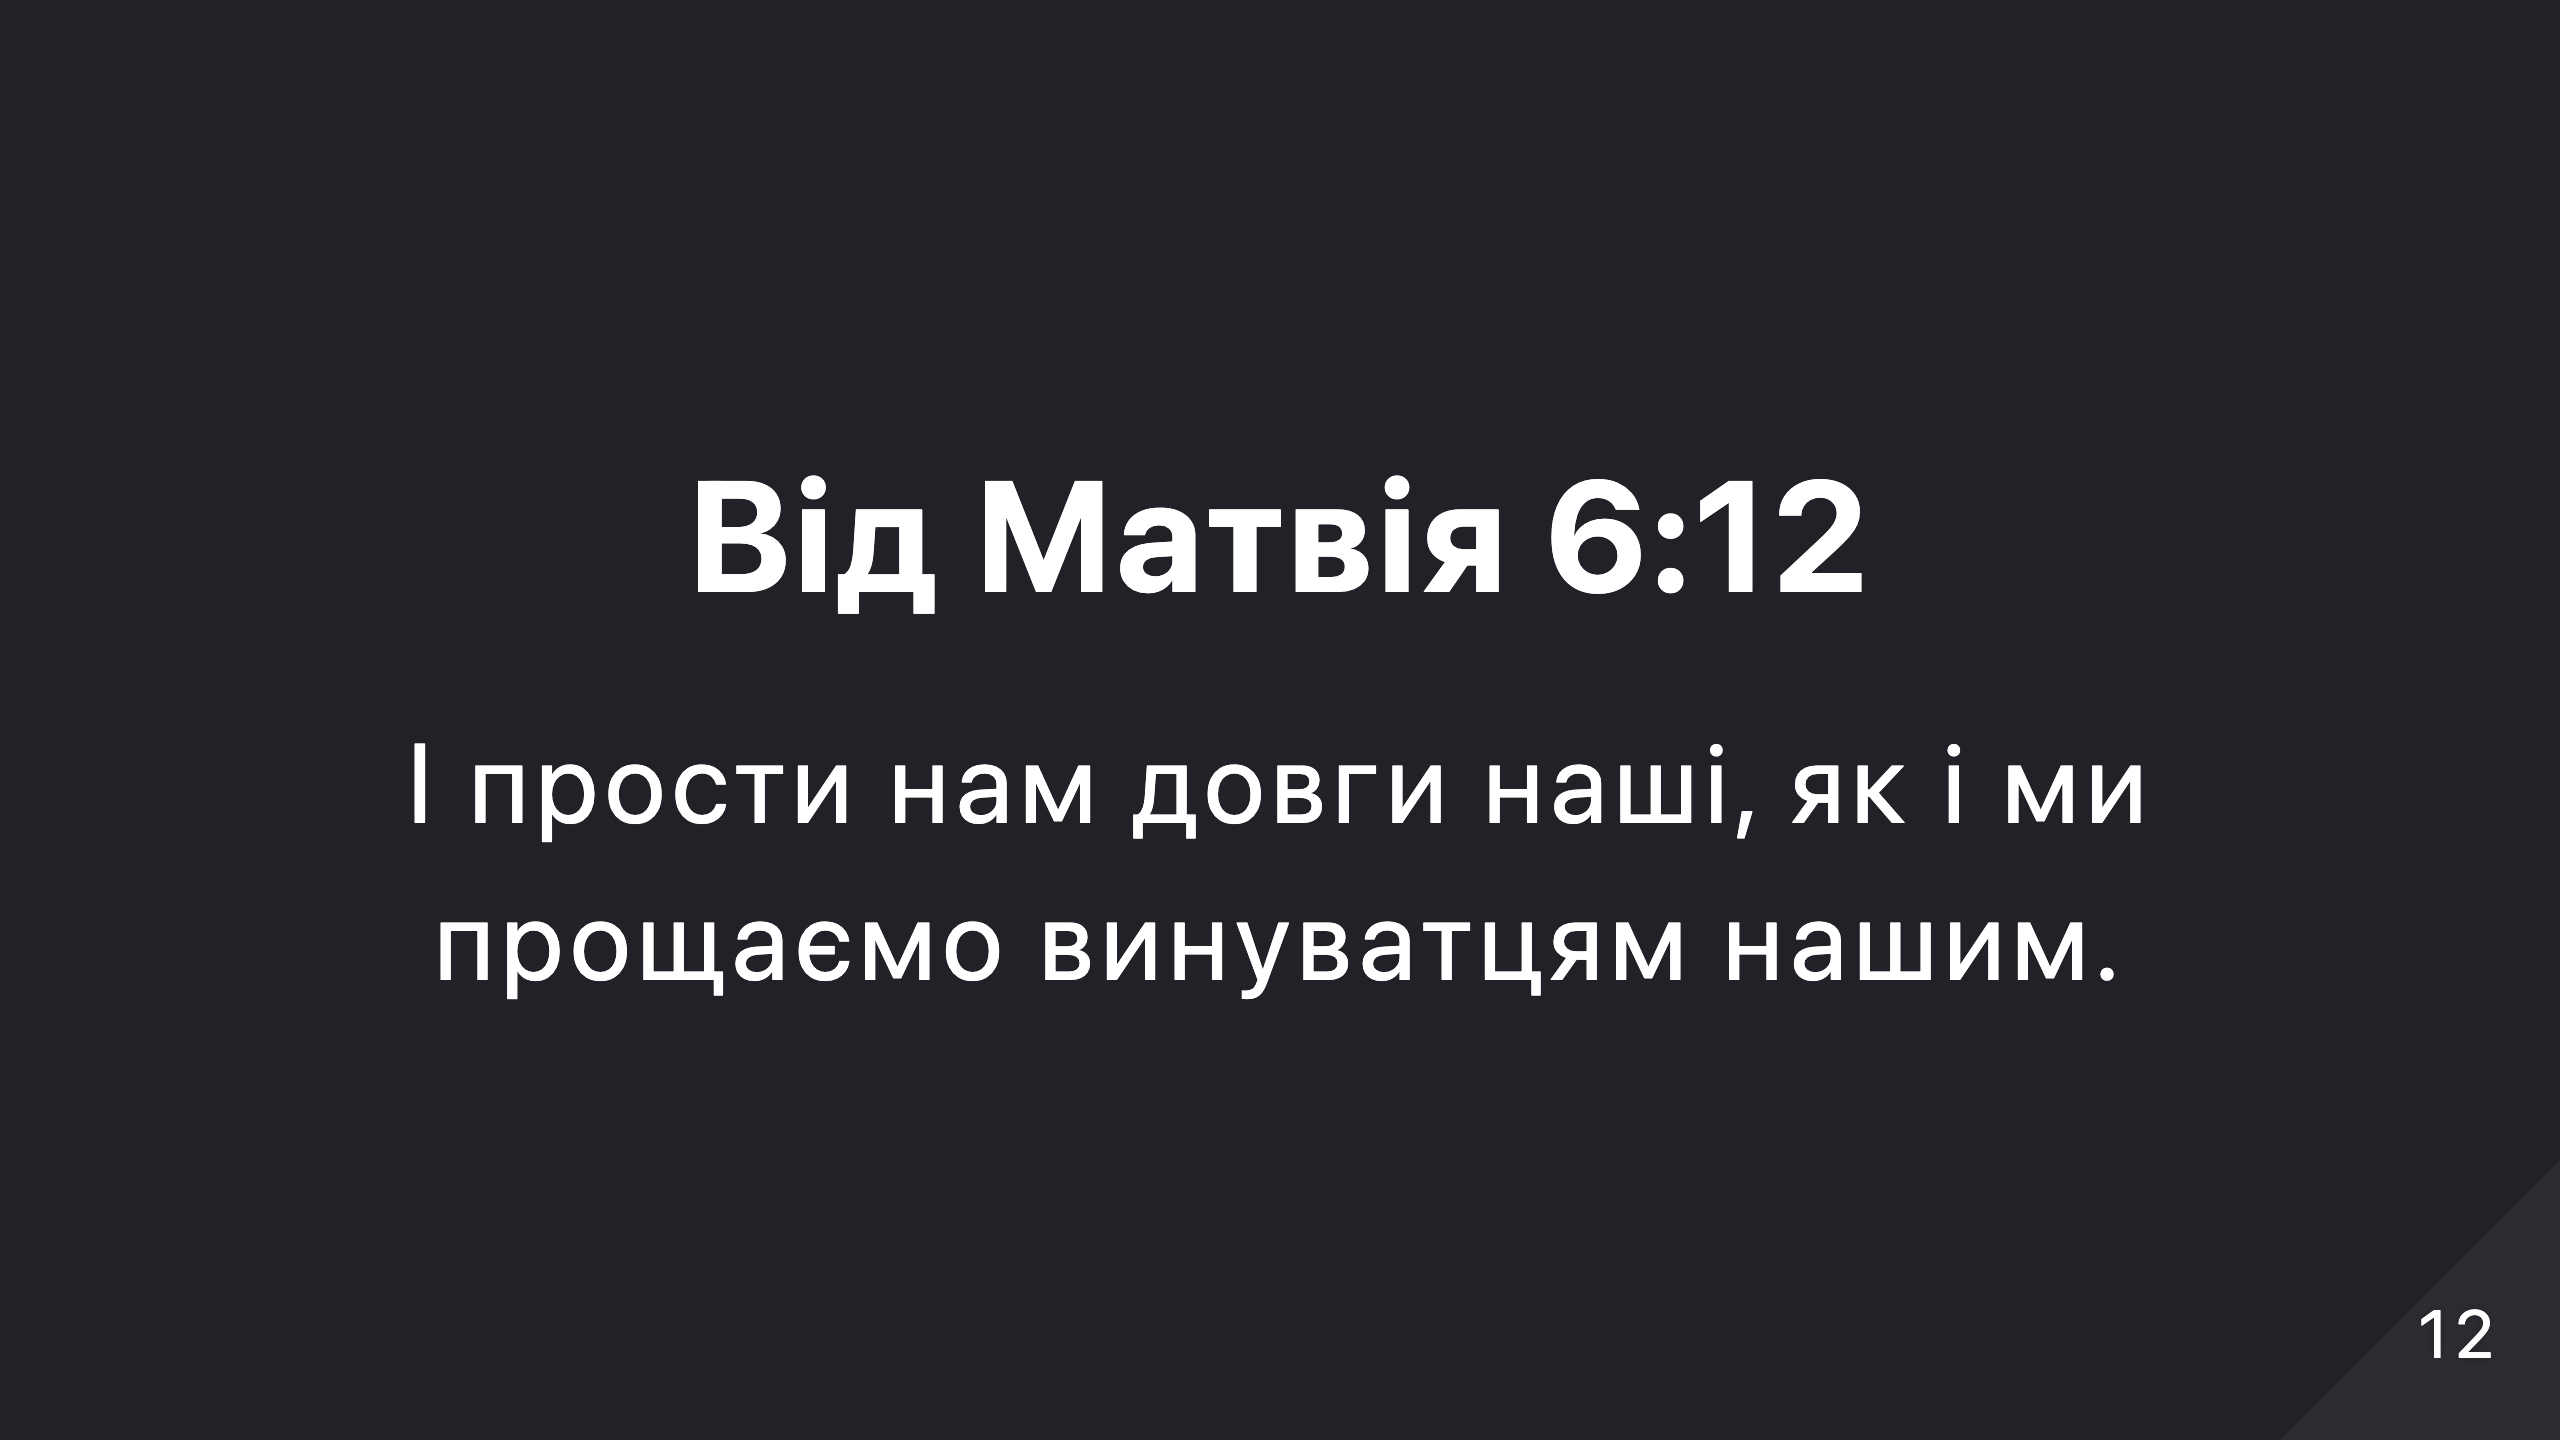 Від Матвія 6:12
І прости нам довги наші, як і ми
прощаємо винуватцям нашим.
12